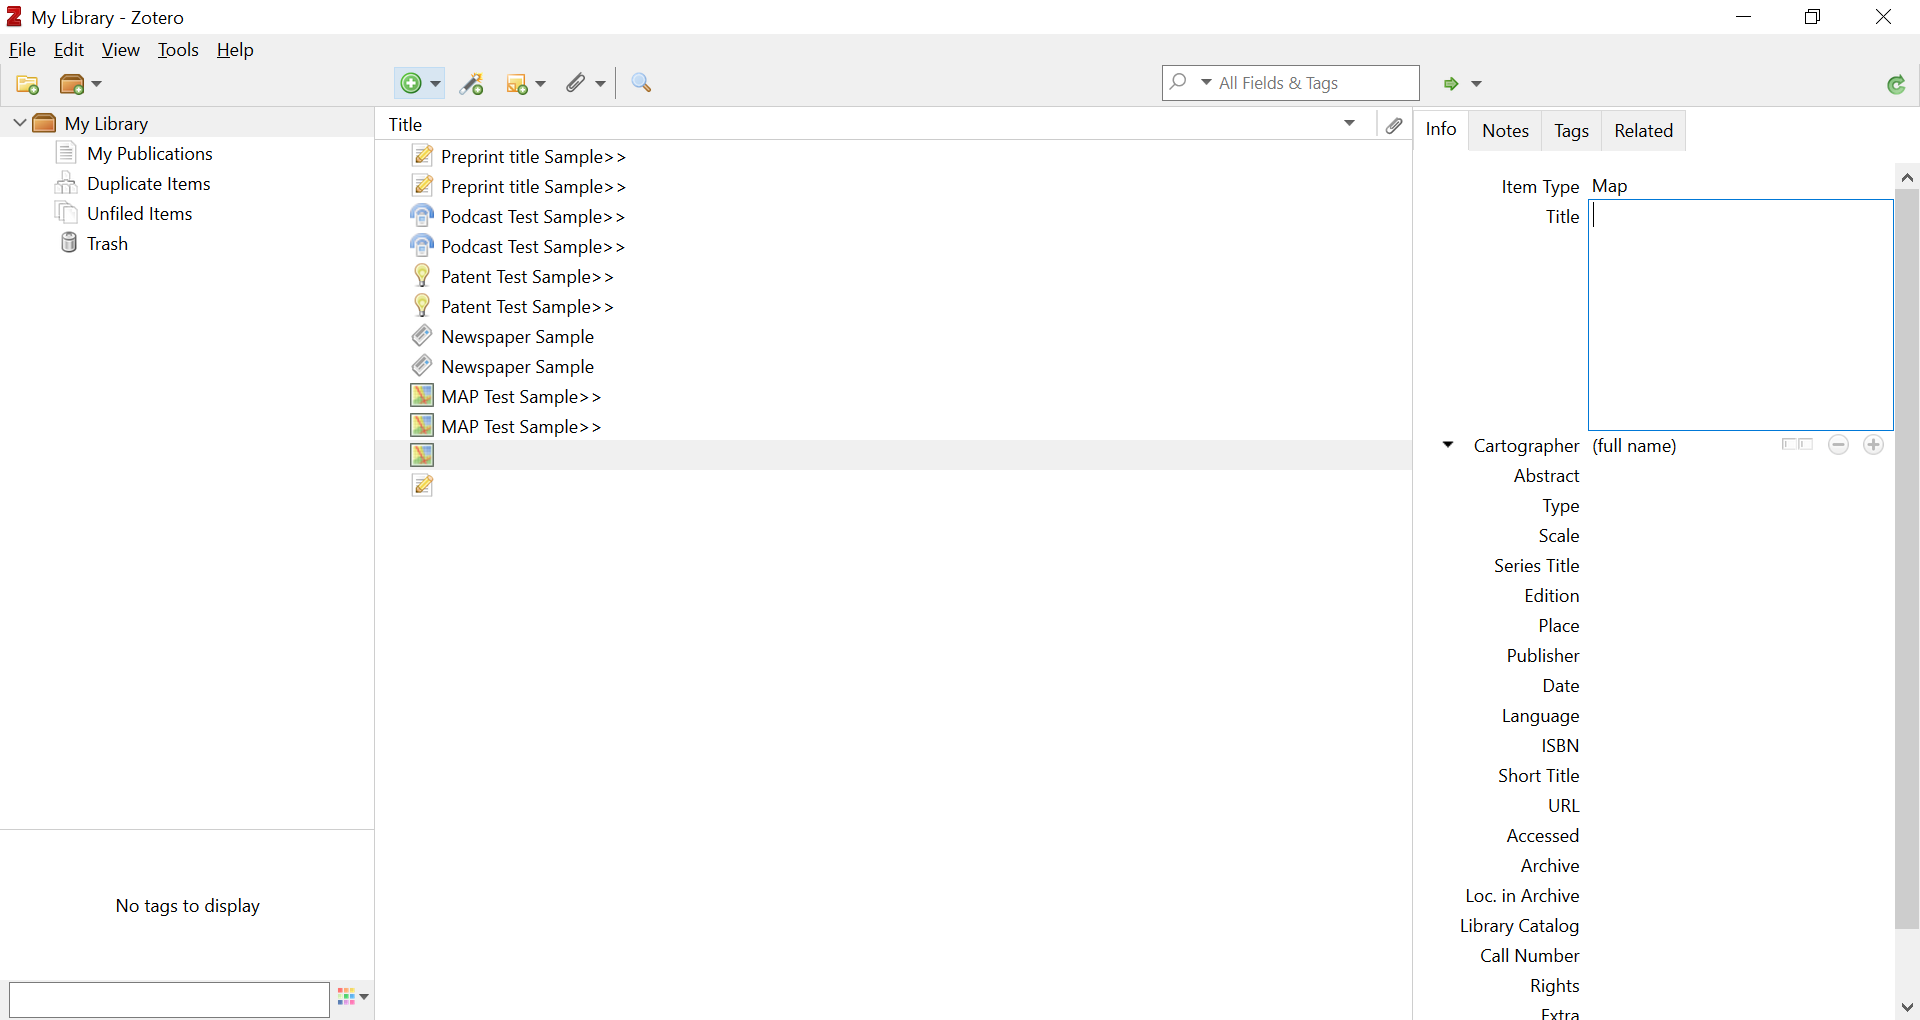 My Library - Zotero
File Edit View Tools Help
All Fields & Tags
My Library
My Publications
Duplicate Items
Unfiled Items
Trash
No tags to display
Title
Preprint title Sample>>
Preprint title Sample>>
Podcast Test Sample>>
Podcast Test Sample>>
Patent Test Sample>>
Patent Test Sample>>
Newspaper Sample
Newspaper Sample
MAP Test Sample>>
MAP Test Sample>>
Info Notes Tags Related
Item Type Map
Title
Cartographer (full name)
Abstract
Type
Scale
Series Title
Edition
Place
Publisher
Date
Language
ISBN
Short Title
URL
Accessed
Archive
Loc. in Archive
Library Catalog
Call Number
Rights
Extra